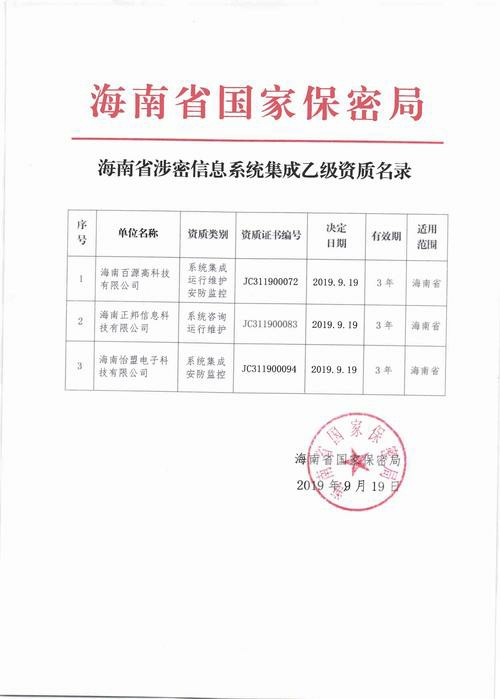 海南省国家保密局
海南省涉密信息系统集成乙级资质名录
序号 单位名称 资质类别 资质证书编号 决定日期 有效期 适用范围
1 海南百源高科技有限公司 系统集成 运行维护 安防监控 JC311900072 2019.9.19 3年 海南省
2 海南正邦信息科技有限公司 系统咨询 运行维护 JC311900083 2019.9.19 3年 海南省
3 海南怡盟电子科技有限公司 系统集成 安防监控 JC311900094 2019.9.19 3年 海南省
海南省国家保密局
海南省国家保密局
2019年9月19日